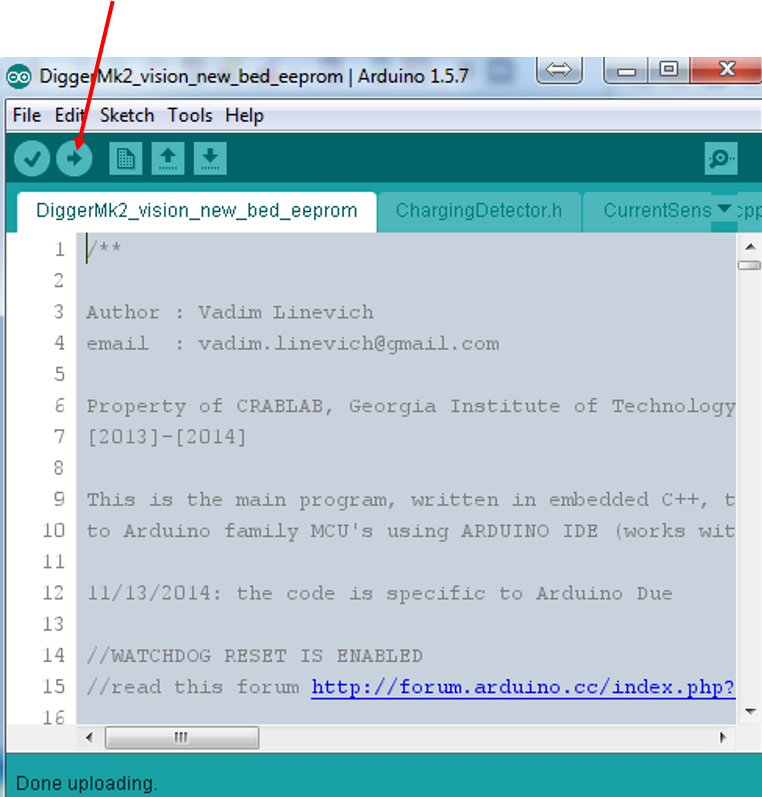 DiggerMk2_vision_new_bed_eeprom | Arduino 1.5.7
File Edit Sketch Tools Help
DiggerMk2_vision_new_bed_eeprom ChargingDetector.h CurrentSens cpp
1 /**
2
3 Author : Vadim Linevich
4 email : vadim.linevich@gmail.com
5
6 Property of CRABLAB, Georgia Institute of Technology
7 [2013]-[2014]
8
9 This is the main program, written in embedded C++, t
10 to Arduino family MCU's using ARDUINO IDE (works wit
11
12 11/13/2014: the code is specific to Arduino Due
13
14 //WATCHDOG RESET IS ENABLED
15 //read this forum http://forum.arduino.cc/index.php?
16
Done uploading.